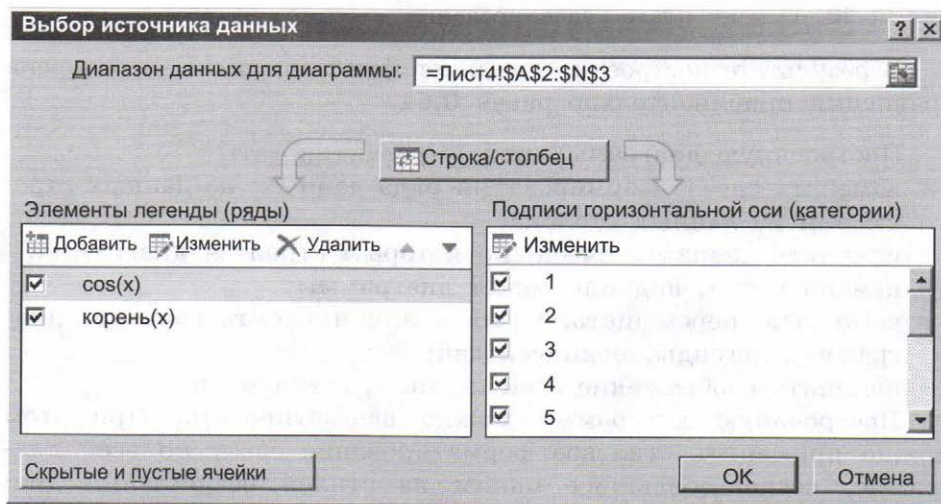 Выбор источника данных
Диапазон данных для диаграммы: =Лист4!$A$2:$N$3
Строка/столбец
Элементы легенды (ряды)
Добавить Изменить Удалить
cos(x)
корень(x)
Подписи горизонтальной оси (категории)
Изменить
1
2
3
4
5
Скрытые и пустые ячейки
OK Отмена